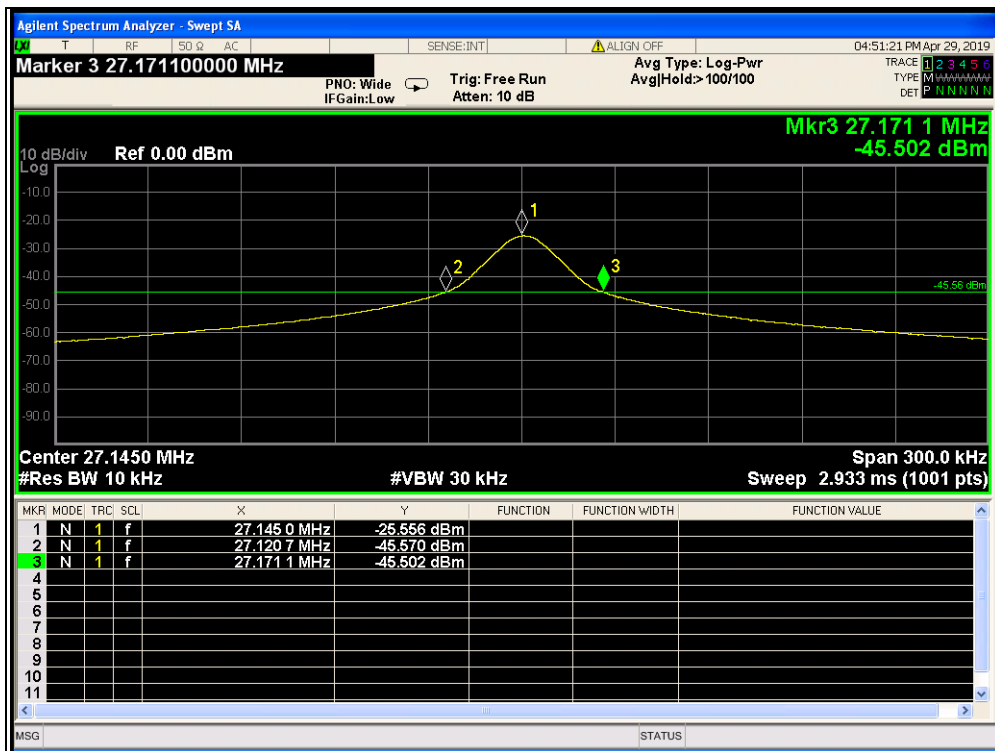 Agilent Spectrum Analyzer - Swept SA
LXI T RF 50 Ω AC SENSE:INT ALIGN OFF 04:51:21 PM Apr 29, 2019
Marker 3 27.171100000 MHz
PNO: Wide
IFGain:Low
Trig: Free Run
Atten: 10 dB
Avg Type: Log-Pwr
Avg|Hold:>100/100
TRACE 1 2 3 4 5 6
TYPE M
DET P N N N N N
Mkr3 27.171 1 MHz
-45.502 dBm
10 dB/div Ref 0.00 dBm
Log
-10.0
-20.0
-30.0
-40.0
-50.0
-60.0
-70.0
-80.0
-90.0
1
2
3
-45.56 dBm
Center 27.1450 MHz Span 300.0 kHz
#Res BW 10 kHz #VBW 30 kHz Sweep 2.933 ms (1001 pts)
MKR MODE TRC SCL X Y FUNCTION FUNCTION WIDTH FUNCTION VALUE
1 N 1 f 27.145 0 MHz -25.556 dBm
2 N 1 f 27.120 7 MHz -45.570 dBm
3 N 1 f 27.171 1 MHz -45.502 dBm
4
5
6
7
8
9
10
11
MSG STATUS